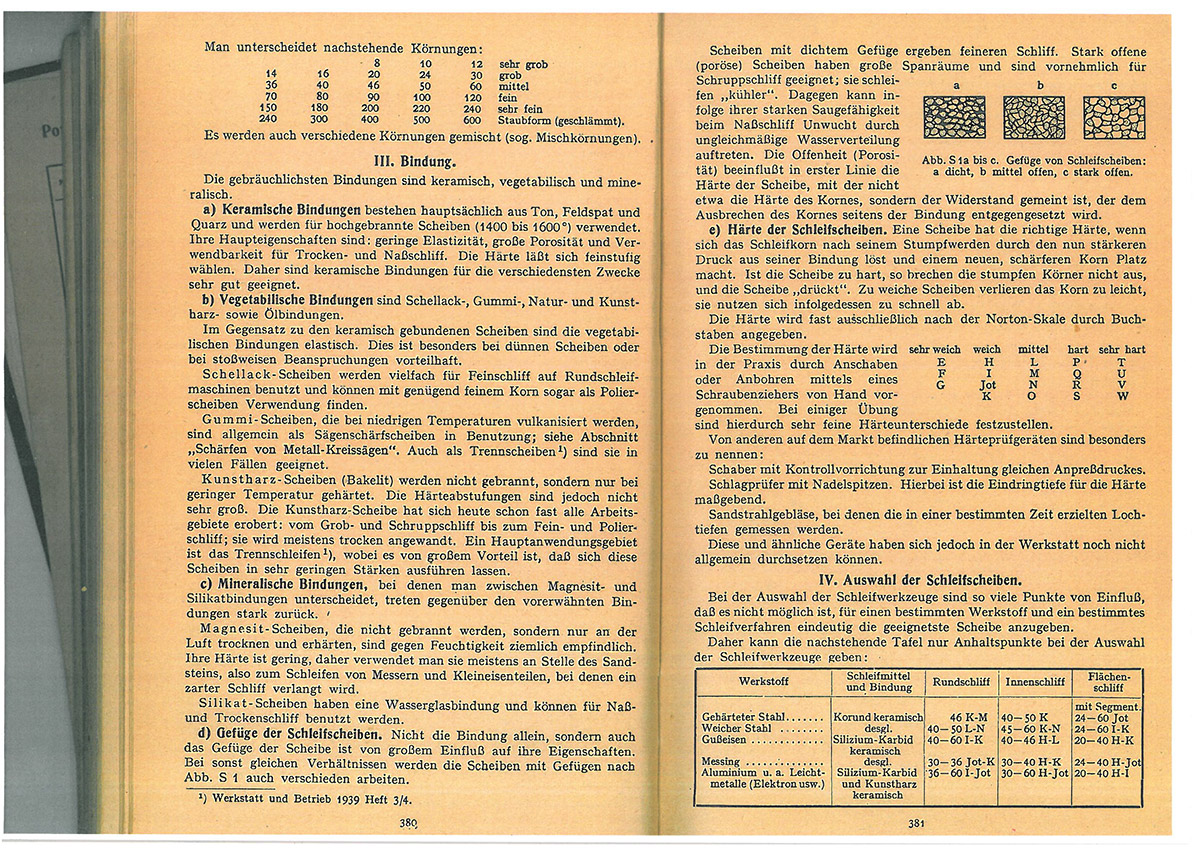 Man unterscheidet nachstehende Körnungen:
8 10 12 sehr grob
14 16 20 24 30 grob
36 40 46 50 60 mittel
70 80 90 100 120 fein
150 180 200 220 240 sehr fein
240 300 400 500 600 Staubform (geschlämmt).
Es werden auch verschiedene Körnungen gemischt (sog. Mischkörnungen).
III. Bindung.
Die gebräuchlichsten Bindungen sind keramisch, vegetabilisch und mine-
ralisch.
a) Keramische Bindungen bestehen hauptsächlich aus Ton, Feldspat und
Quarz und werden für hochgebrannte Scheiben (1400 bis 1600°) verwendet.
Ihre Haupteigenschaften sind: geringe Elastizität, große Porosität und Ver-
wendbarkeit für Trocken- und Naßschliff. Die Härte läßt sich feinstufig
wählen. Daher sind keramische Bindungen für die verschiedensten Zwecke
sehr gut geeignet.
b) Vegetabilische Bindungen sind Schellack-, Gummi-, Natur- und Kunst-
harz- sowie Ölbindungen.
Im Gegensatz zu den keramisch gebundenen Scheiben sind die vegetabi-
lischen Bindungen elastisch. Dies ist besonders bei dünnen Scheiben oder
bei stoßweisen Beanspruchungen vorteilhaft.
Schellack-Scheiben werden vielfach für Feinschliff auf Rundschleif-
maschinen benutzt und können mit genügend feinem Korn sogar als Polier-
scheiben Verwendung finden.
Gummi-Scheiben, die bei niedrigen Temperaturen vulkanisiert werden,
sind allgemein als Sägenschärfscheiben in Benutzung; siehe Abschnitt
„Schärfen von Metall-Kreissägen“. Auch als Trennscheiben¹) sind sie in
vielen Fällen geeignet.
Kunstharz-Scheiben (Bakelit) werden nicht gebrannt, sondern nur bei
geringer Temperatur gehärtet. Die Härteabstufungen sind jedoch nicht
sehr groß. Die Kunstharz-Scheibe hat sich heute schon fast alle Arbeits-
gebiete erobert: vom Grob- und Schruppschliff bis zum Fein- und Polier-
schliff; sie wird meistens trocken angewandt. Ein Hauptanwendungsgebiet
ist das Trennschleifen¹), wobei es von großem Vorteil ist, daß sich diese
Scheiben in sehr geringen Stärken ausführen lassen.
c) Mineralische Bindungen, bei denen man zwischen Magnesit- und
Silikatbindungen unterscheidet, treten gegenüber den vorerwähnten Bin-
dungen stark zurück.
Magnesit-Scheiben, die nicht gebrannt werden, sondern nur an der
Luft trocknen und erhärten, sind gegen Feuchtigkeit ziemlich empfindlich.
Ihre Härte ist gering, daher verwendet man sie meistens an Stelle des Sand-
steins, also zum Schleifen von Messern und Kleineisenteilen, bei denen ein
zarter Schliff verlangt wird.
Silikat-Scheiben haben eine Wasserglasbindung und können für Naß-
und Trockenschliff benutzt werden.
d) Gefüge der Schleifscheiben. Nicht die Bindung allein, sondern auch
das Gefüge der Scheibe ist von großem Einfluß auf ihre Eigenschaften.
Bei sonst gleichen Verhältnissen werden die Scheiben mit Gefügen nach
Abb. S 1 auch verschieden arbeiten.
¹) Werkstatt und Betrieb 1939 Heft 3/4.
380
Scheiben mit dichtem Gefüge ergeben feineren Schliff. Stark offene
(poröse) Scheiben haben große Spanräume und sind vornehmlich für
Schruppschliff geeignet; sie schlei-
fen „kühler“. Dagegen kann in-
folge ihrer starken Saugefähigkeit
beim Naßschliff Unwucht durch
ungleichmäßige Wasserverteilung
auftreten. Die Offenheit (Porosi-
tät) beeinflußt in erster Linie die
Härte der Scheibe, mit der nicht
a b c
Abb. S 1a bis c. Gefüge von Schleifscheiben:
a dicht, b mittel offen, c stark offen.
etwa die Härte des Kornes, sondern der Widerstand gemeint ist, der dem
Ausbrechen des Kornes seitens der Bindung entgegengesetzt wird.
e) Härte der Schleifscheiben. Eine Scheibe hat die richtige Härte, wenn
sich das Schleifkorn nach seinem Stumpfwerden durch den nun stärkeren
Druck aus seiner Bindung löst und einem neuen, schärferen Korn Platz
macht. Ist die Scheibe zu hart, so brechen die stumpfen Körner nicht aus,
und die Scheibe „drückt“. Zu weiche Scheiben verlieren das Korn zu leicht,
sie nutzen sich infolgedessen zu schnell ab.
Die Härte wird fast ausschließlich nach der Norton-Skale durch Buch-
staben angegeben.
Die Bestimmung der Härte wird
in der Praxis durch Anschaben
oder Anbohren mittels eines
Schraubenziehers von Hand vor-
genommen. Bei einiger Übung
sehr weich weich mittel hart sehr hart
E H L P T
F I M Q U
G Jot N R V
K O S W
sind hierdurch sehr feine Härteunterschiede festzustellen.
Von anderen auf dem Markt befindlichen Härteprüfgeräten sind besonders
zu nennen:
Schaber mit Kontrollvorrichtung zur Einhaltung gleichen Anpreßdruckes.
Schlagprüfer mit Nadelspitzen. Hierbei ist die Eindringtiefe für die Härte
maßgebend.
Sandstrahlgebläse, bei denen die in einer bestimmten Zeit erzielten Loch-
tiefen gemessen werden.
Diese und ähnliche Geräte haben sich jedoch in der Werkstatt noch nicht
allgemein durchsetzen können.
IV. Auswahl der Schleifscheiben.
Bei der Auswahl der Schleifwerkzeuge sind so viele Punkte von Einfluß,
daß es nicht möglich ist, für einen bestimmten Werkstoff und ein bestimmtes
Schleifverfahren eindeutig die geeignetste Scheibe anzugeben.
Daher kann die nachstehende Tafel nur Anhaltspunkte bei der Auswahl
der Schleifwerkzeuge geben:
Werkstoff Schleifmittel und Bindung Rundschliff Innenschliff Flächen-schliff
mit Segment.
Gehärteter Stahl....... Korund keramisch 46 K-M 40—50 K 24—60 Jot
Weicher Stahl ........ desgl. 40—50 L-N 45—60 K-N 24—60 I-K
Gußeisen ............. Silizium-Karbid 40—60 I-K 40—46 H-L 20—40 H-K
keramisch
Messing .............. desgl. 30—36 Jot-K 30—40 H-K 24—40 H-Jot
Aluminium u. a. Leicht- Silizium-Karbid 36—60 I-Jot 30—60 H-Jot 20—40 H-I
metalle (Elektron usw.) und Kunstharz
keramisch
381